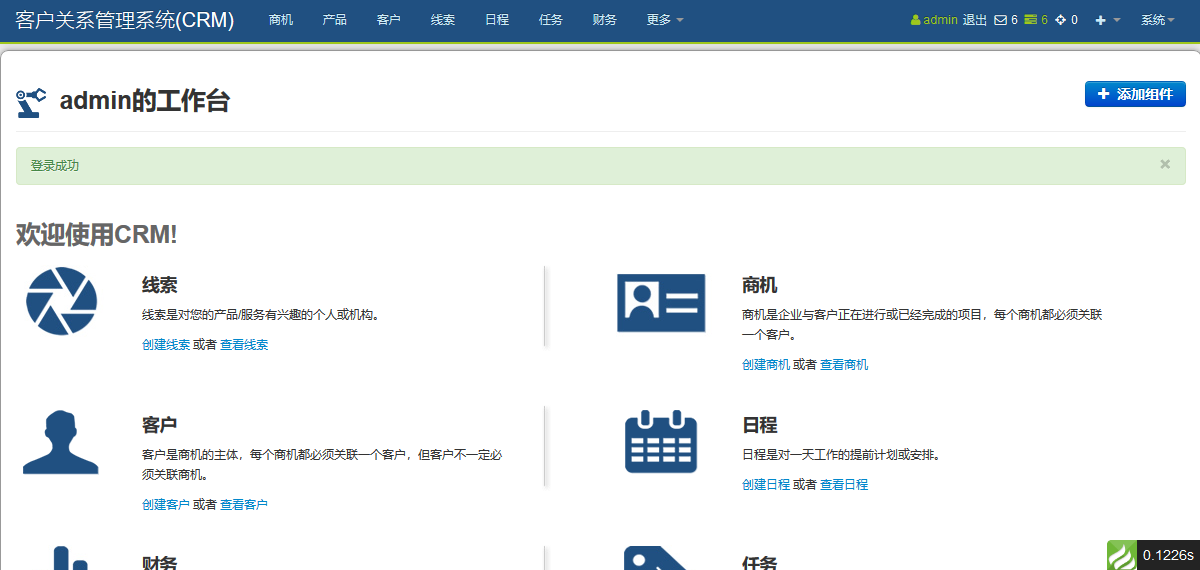 客户关系管理系统(CRM) 商机 产品 客户 线索 日程 任务 财务 更多 admin 退出 6 6 0 系统
admin的工作台
添加组件
登录成功 ×
欢迎使用CRM!
线索
线索是对您的产品/服务有兴趣的个人或机构。
创建线索 或者 查看线索
商机
商机是企业与客户正在进行或已经完成的项目，每个商机都必须关联
一个客户。
创建商机 或者 查看商机
客户
客户是商机的主体，每个商机都必须关联一个客户，但客户不一定必
须关联商机。
创建客户 或者 查看客户
日程
日程是对一天工作的提前计划或安排。
创建日程 或者 查看日程
财务
任务
0.1226s